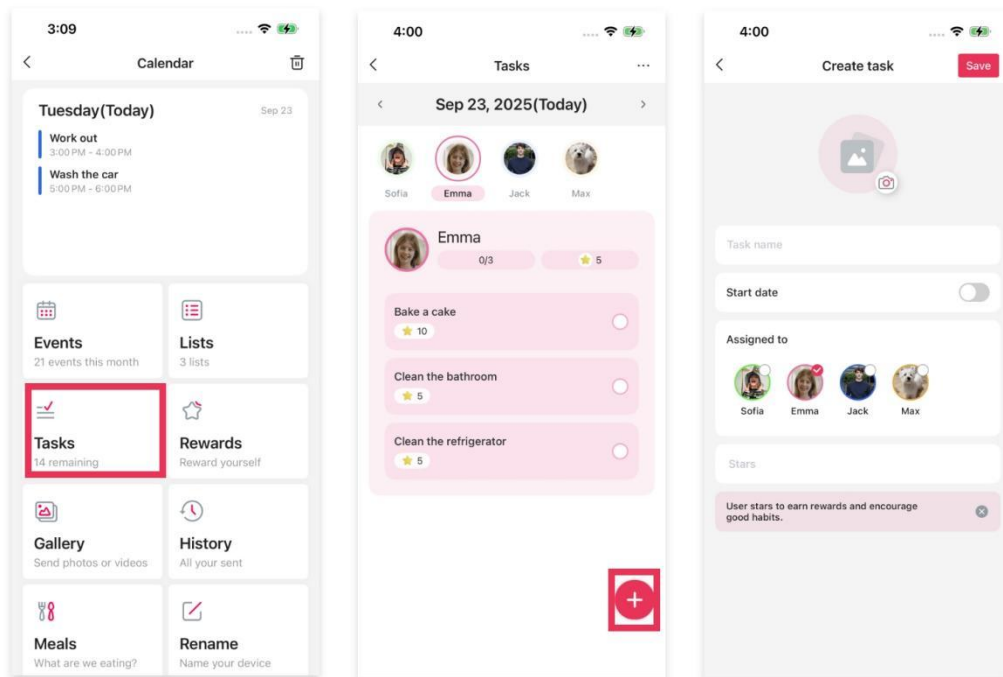 3:09
Calendar
Tuesday(Today)
Sep 23
Work out
3:00 PM - 4:00 PM
Wash the car
5:00 PM - 6:00 PM
Events
21 events this month
Lists
3 lists
Tasks
14 remaining
Rewards
Reward yourself
Gallery
Send photos or videos
History
All your sent
Meals
What are we eating?
Rename
Name your device
4:00
Tasks
Sep 23, 2025(Today)
Sofia
Emma
Jack
Max
Emma
0/3
5
Bake a cake
10
Clean the bathroom
5
Clean the refrigerator
5
4:00
Create task
Save
Task name
Start date
Assigned to
Sofia
Emma
Jack
Max
Stars
User stars to earn rewards and encourage
good habits.